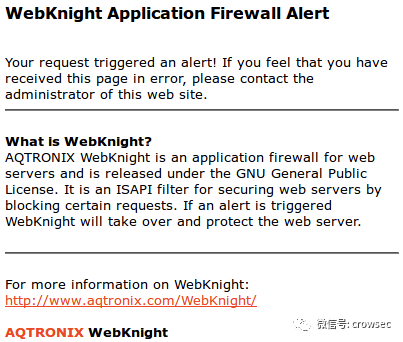 WebKnight Application Firewall Alert
Your request triggered an alert! If you feel that you have
received this page in error, please contact the
administrator of this web site.
What is WebKnight?
AQTRONIX WebKnight is an application firewall for web
servers and is released under the GNU General Public
License. It is an ISAPI filter for securing web servers by
blocking certain requests. If an alert is triggered
WebKnight will take over and protect the web server.
For more information on WebKnight:
http://www.aqtronix.com/WebKnight/
微信号: crowsec
AQTRONIX WebKnight